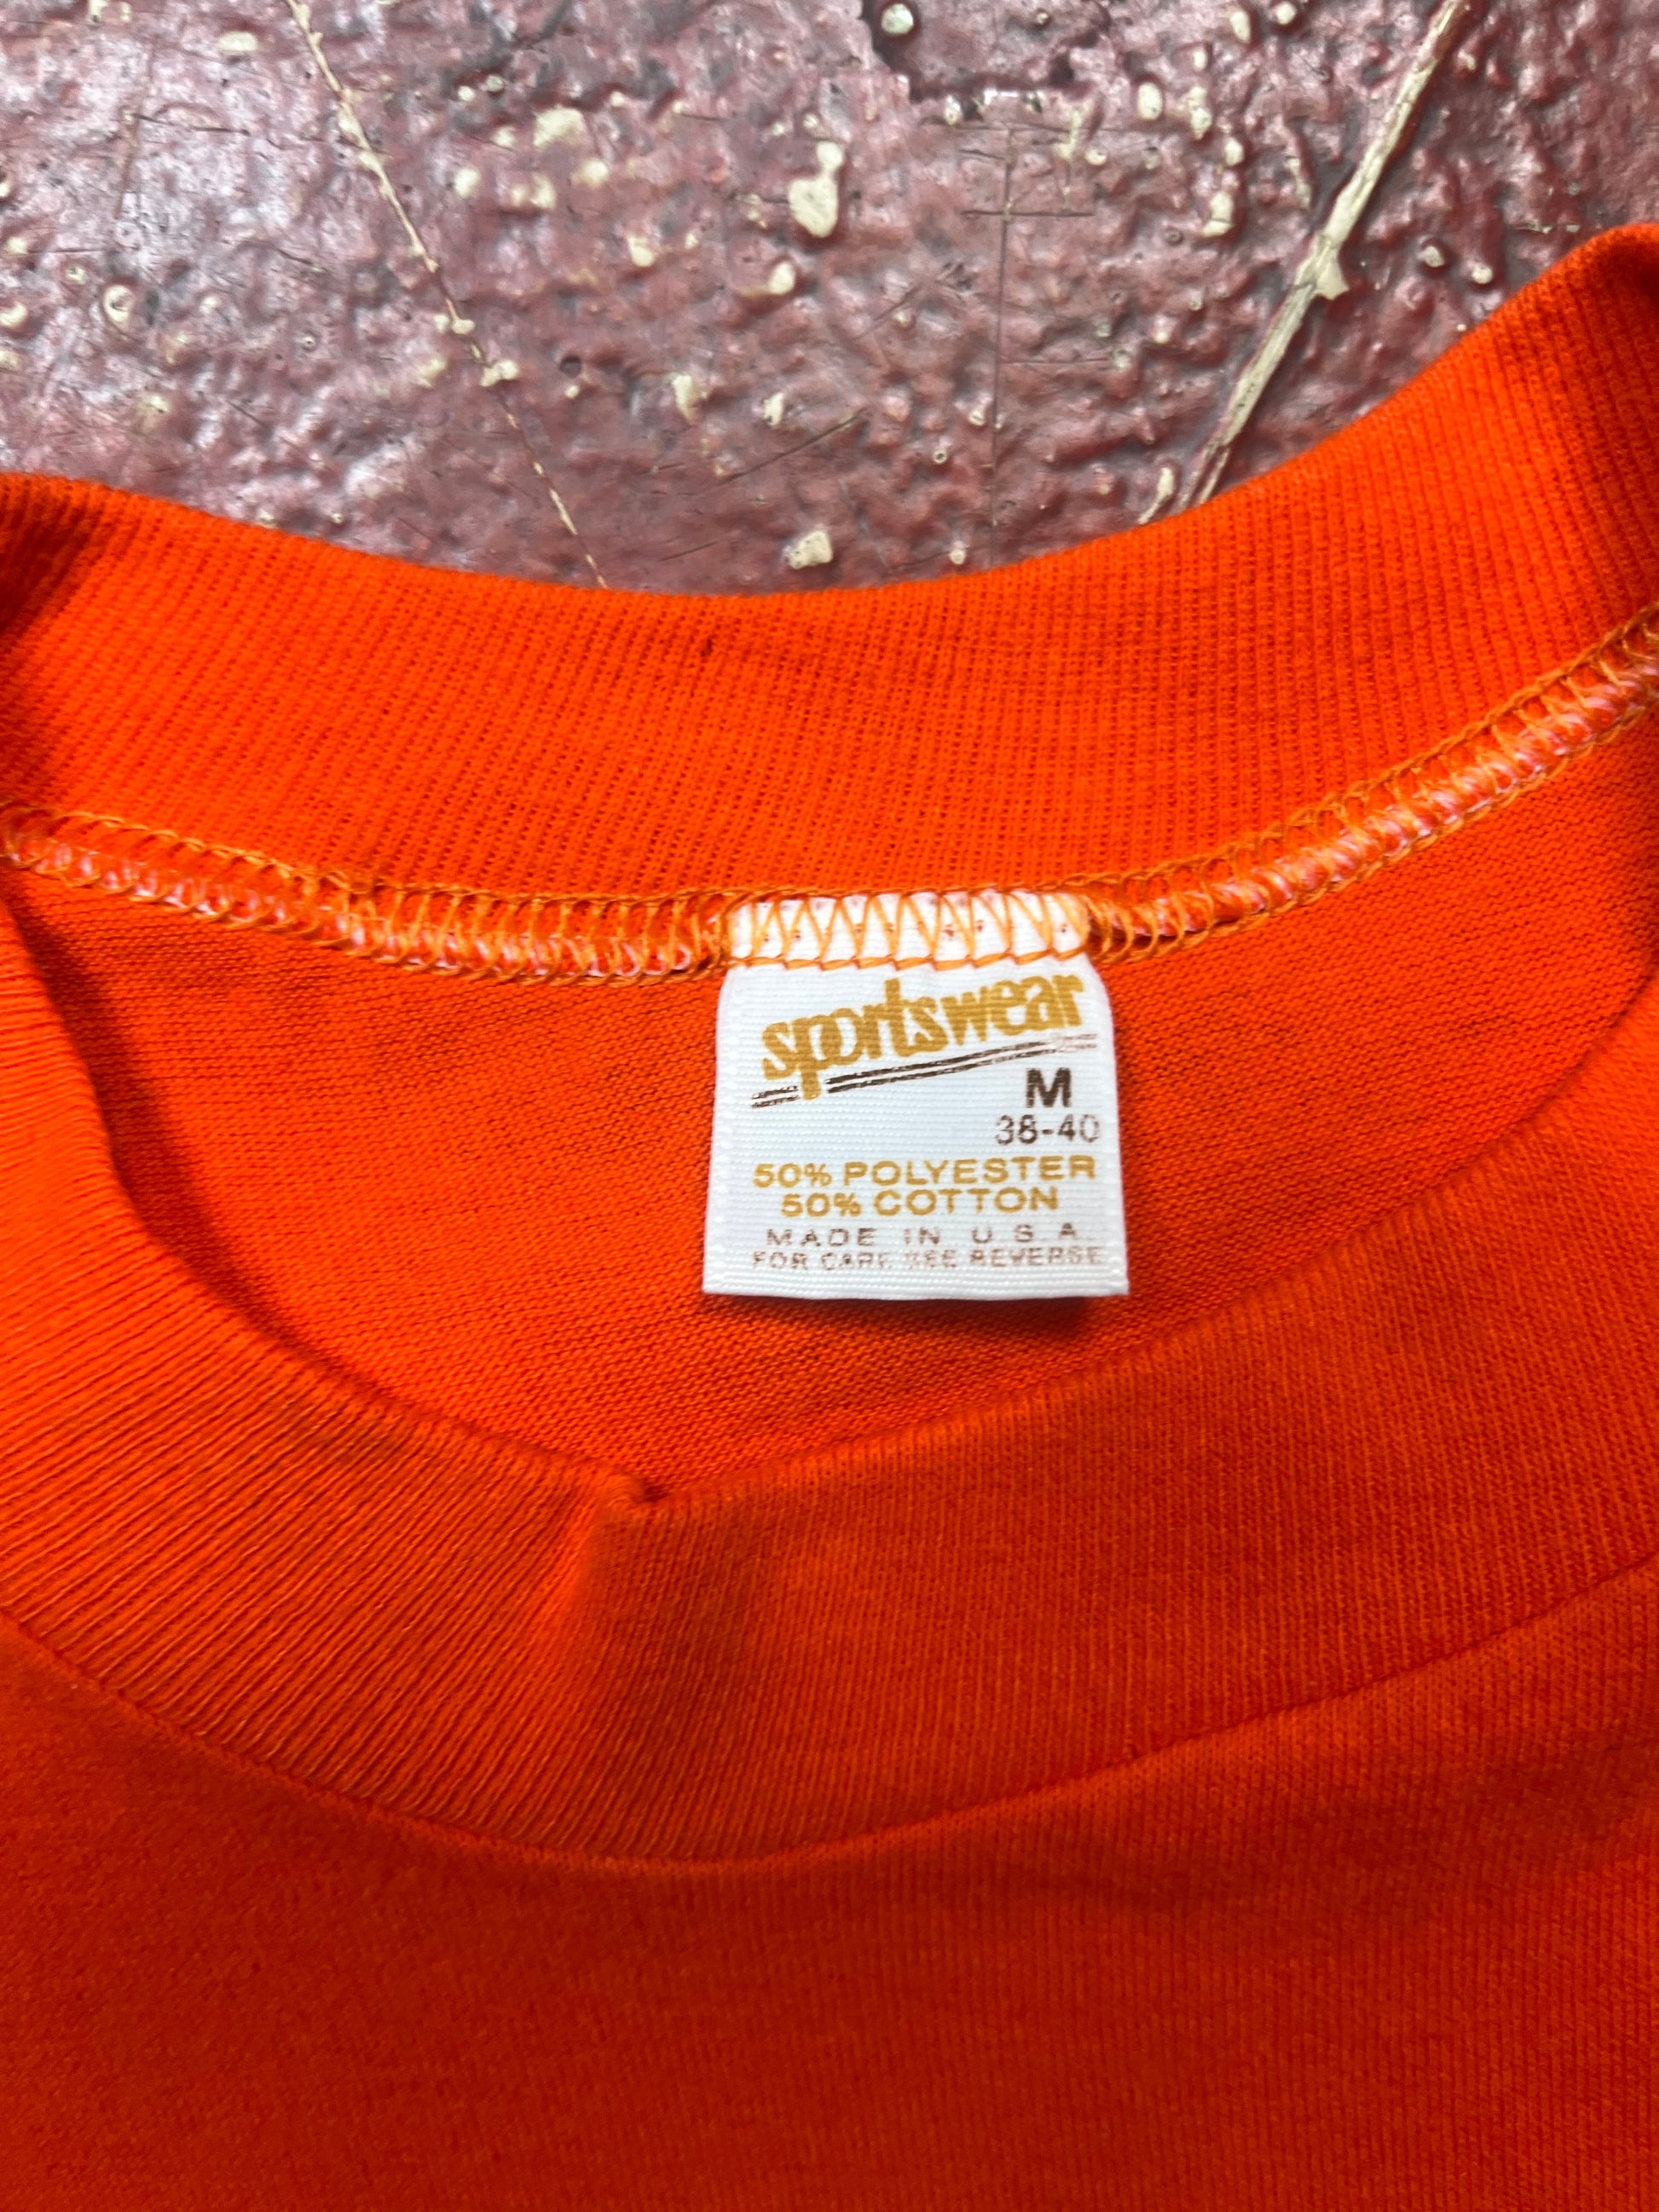 sportswear
M
38-40
50% POLYESTER
50% COTTON
MADE IN U.S.A.
FOR CARE SEE REVERSE